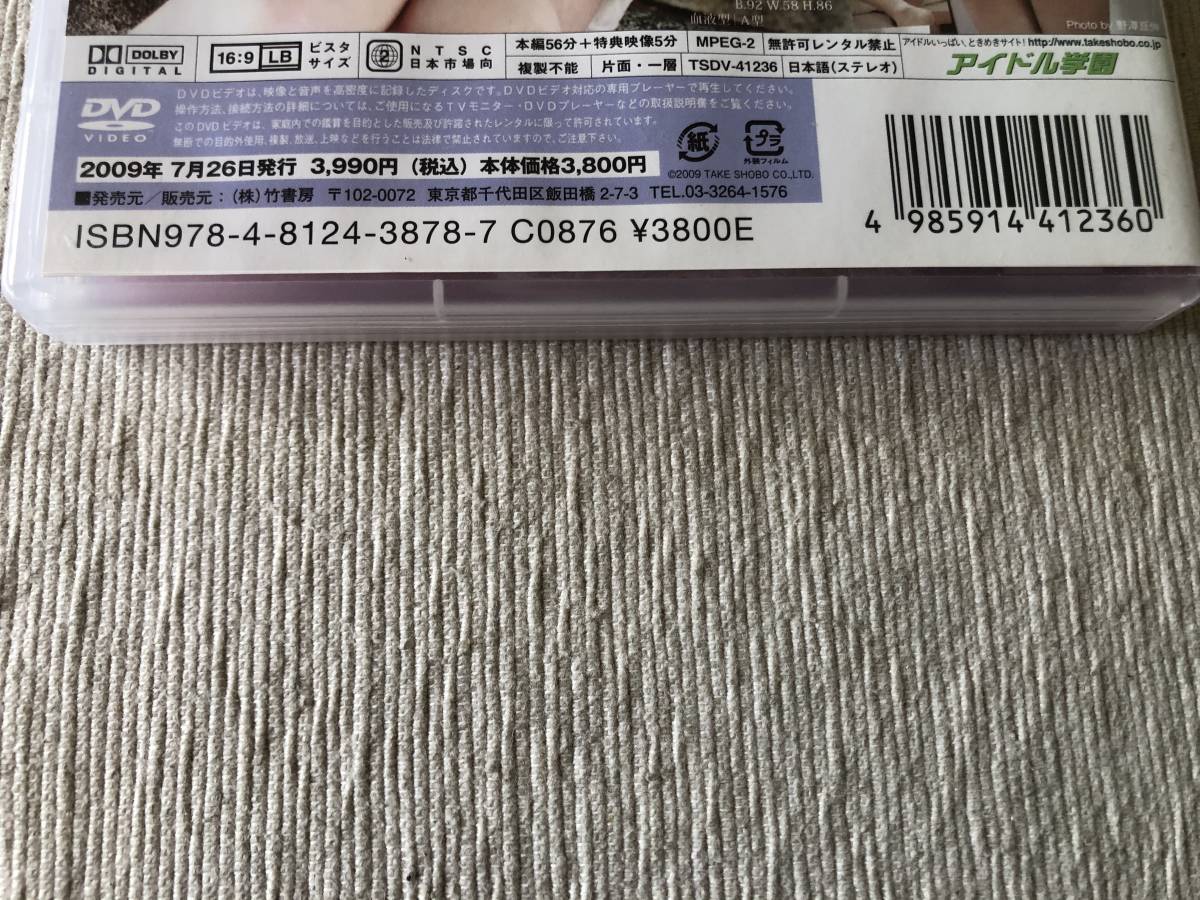 B.92 W.58 H.86
血液型|A型
Photo by 野澤亘伸
DOLBY
DIGITAL
16:9 LB
ビスタ
サイズ
2
NTSC
日本市場向
本編56分+特典映像5分
MPEG-2
無許可レンタル禁止
複製不能
片面・一層
TSDV-41236
日本語(ステレオ)
アイドルいっぱい、ときめきサイト! http://www.takeshobo.co.jp
アイドル学園
DVD
VIDEO
DVDビデオは、映像と音声を高密度に記録したディスクです。DVDビデオ対応の専用プレーヤーで再生してください。
操作方法、接続方法の詳細については、ご使用になるTVモニター・DVDプレーヤーなどの取扱説明書をご覧ください。
このDVDビデオは、家庭内での鑑賞を目的とした販売及び許諾されたレンタルに限って許可されています。
無断での目的外使用、複製、放送、上映などを行うことは法律で禁止されていますので、ご注意下さい。
紙
プラ
外装フィルム
2009年 7月26日発行 3,990円(税込)本体価格3,800円
©2009 TAKE SHOBO CO.,LTD.
■発売元/販売元:(株)竹書房 〒102-0072 東京都千代田区飯田橋2-7-3 TEL.03-3264-1576
ISBN978-4-8124-3878-7 C0876 ¥3800E
4 985914 412360